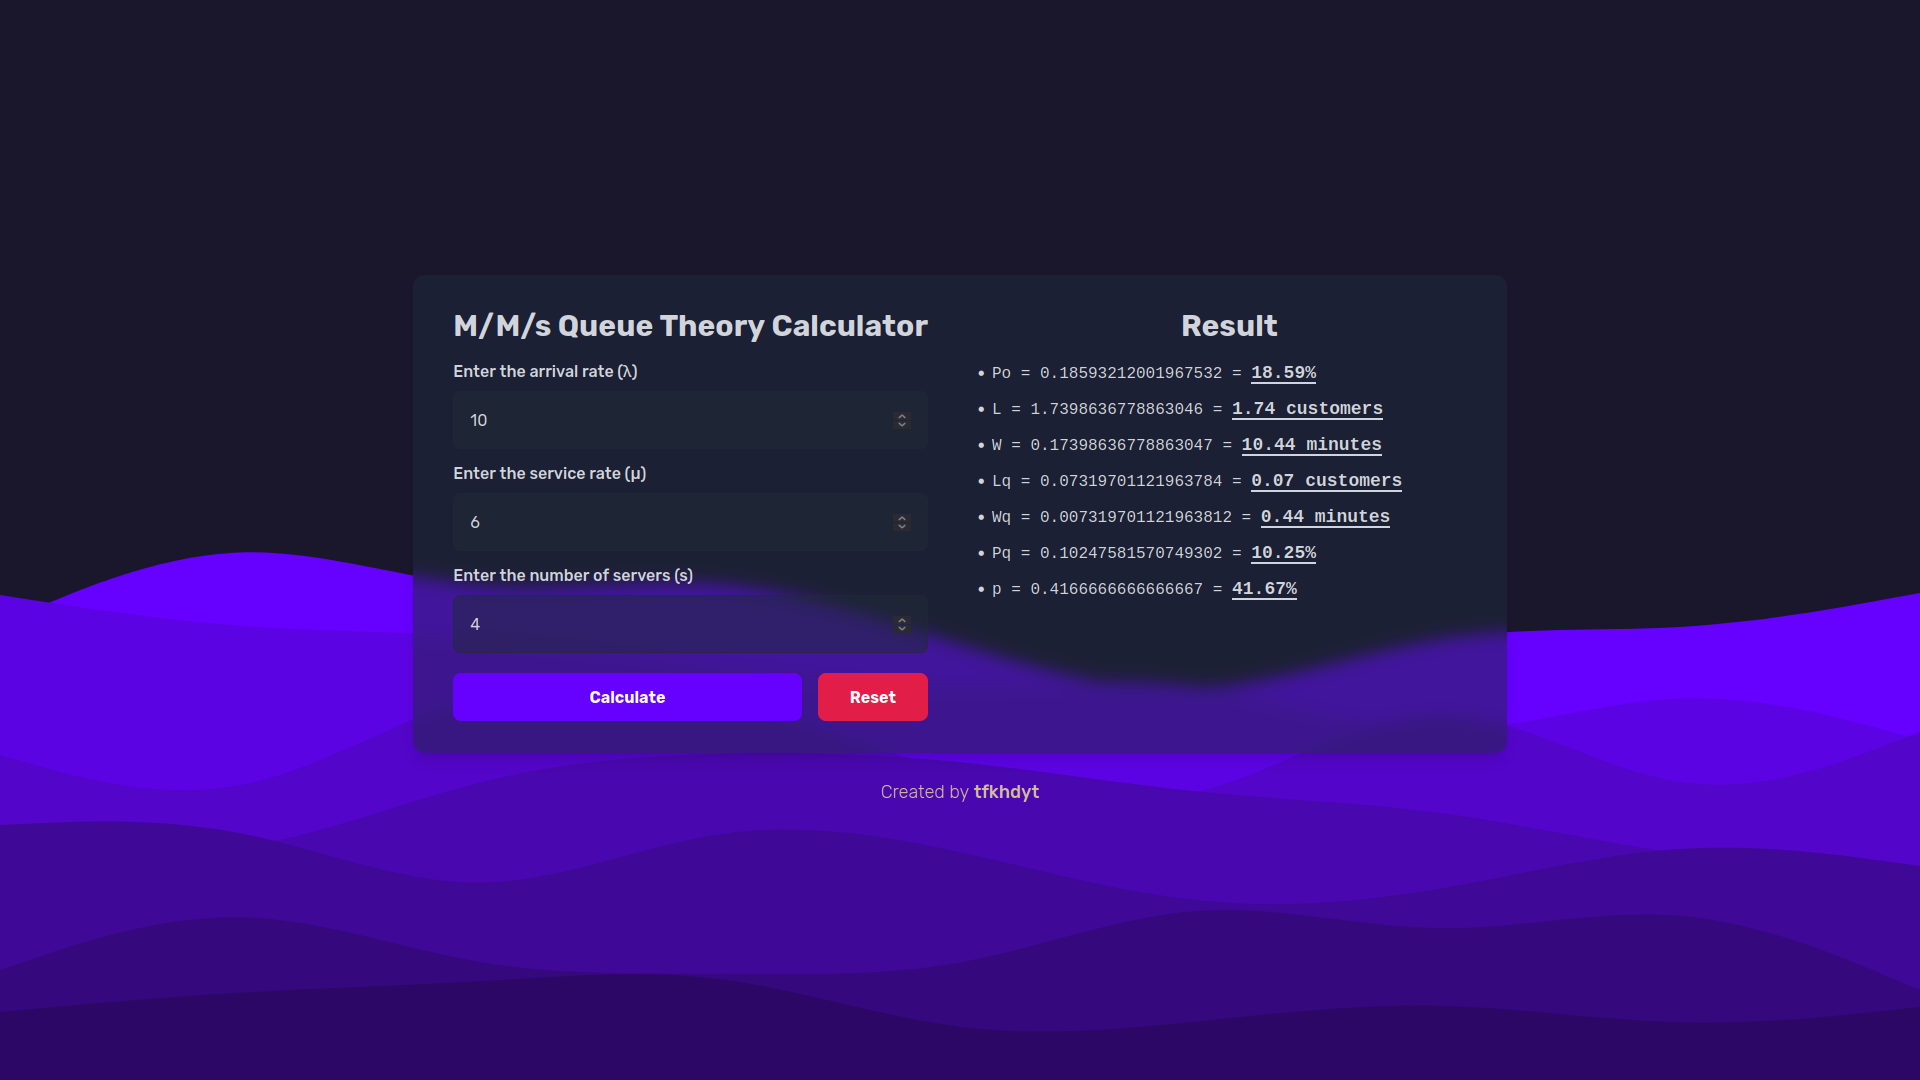 M/M/s Queue Theory Calculator
Enter the arrival rate (λ)
10
Enter the service rate (μ)
6
Enter the number of servers (s)
4
Calculate
Reset
Result
• Po = 0.18593212001967532 = 18.59%
• L = 1.7398636778863046 = 1.74 customers
• W = 0.17398636778863047 = 10.44 minutes
• Lq = 0.07319701121963784 = 0.07 customers
• Wq = 0.007319701121963812 = 0.44 minutes
• Pq = 0.10247581570749302 = 10.25%
• p = 0.4166666666666667 = 41.67%
Created by tfkhdyt